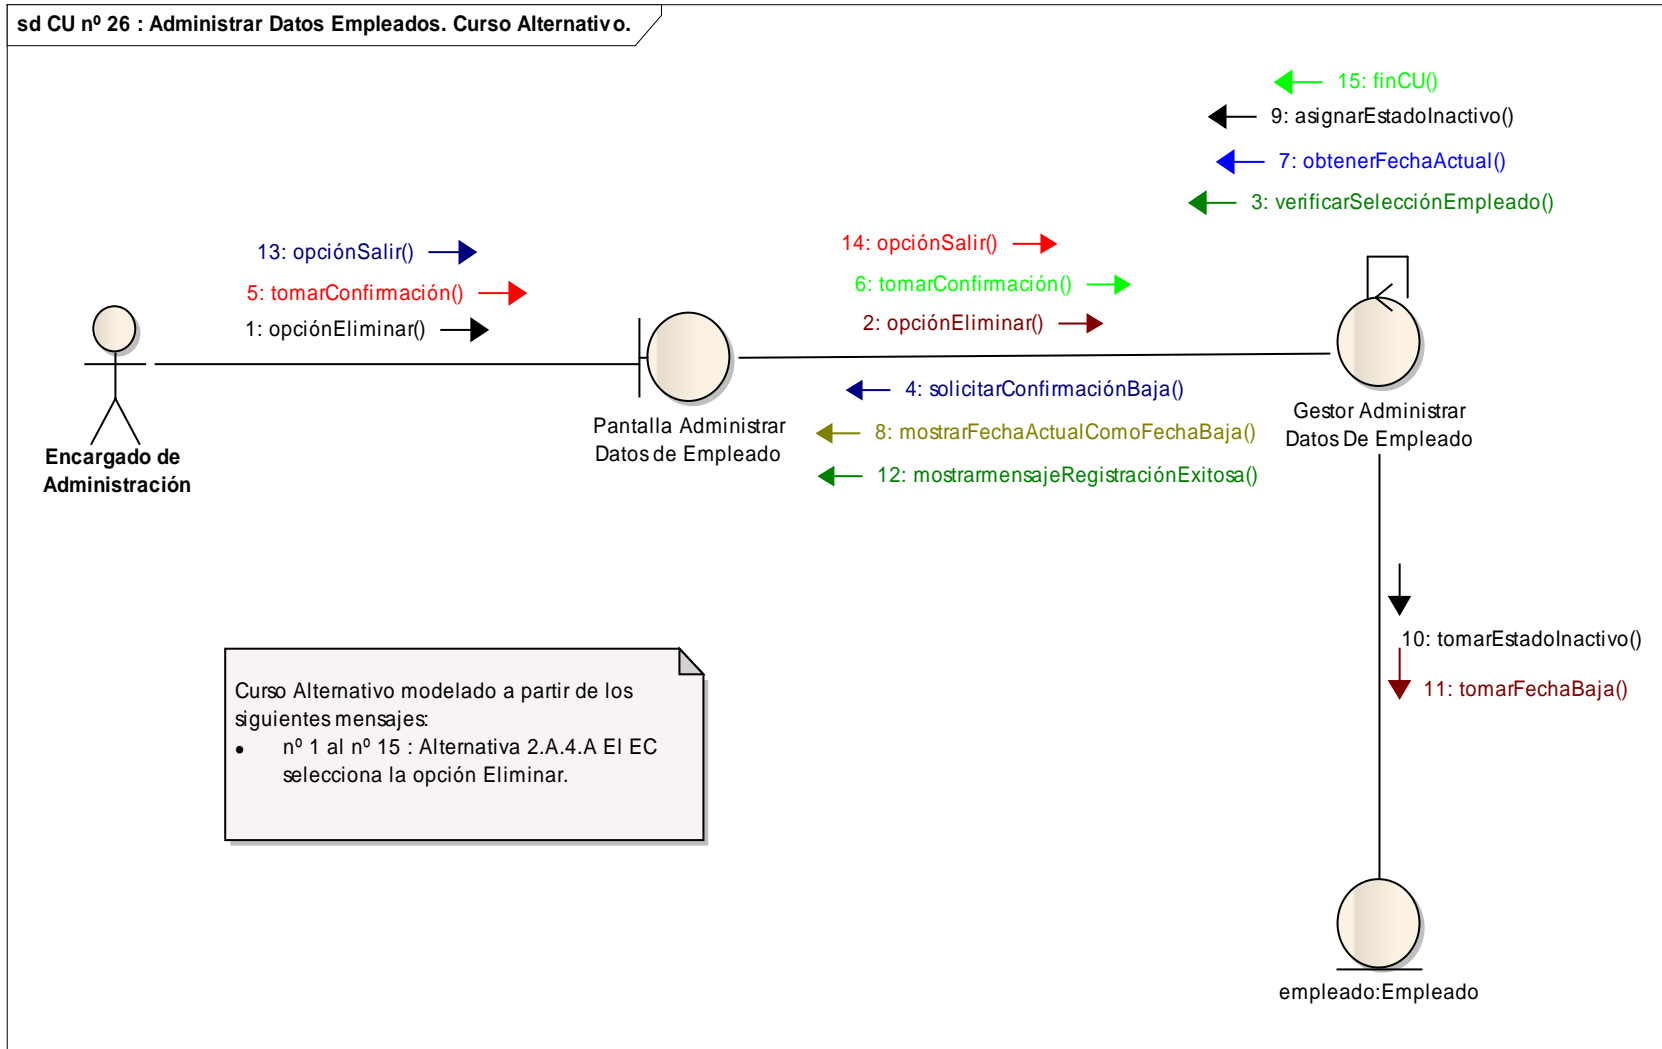 sd CU nº 26 : Administrar Datos Empleados. Curso Alternativo.
15: finCU()
9: asignarEstadoInactivo()
7: obtenerFechaActual()
3: verificarSelecciónEmpleado()
13: opciónSalir()
14: opciónSalir()
5: tomarConfirmación()
6: tomarConfirmación()
1: opciónEliminar()
2: opciónEliminar()
4: solicitarConfirmaciónBaja()
8: mostrarFechaActualComoFechaBaja()
12: mostrarmensajeRegistraciónExitosa()
Pantalla Administrar
Datos de Empleado
Gestor Administrar
Datos De Empleado
Encargado de
Administración
10: tomarEstadoInactivo()
11: tomarFechaBaja()
Curso Alternativo modelado a partir de los
siguientes mensajes:
• nº 1 al nº 15 : Alternativa 2.A.4.A El EC
selecciona la opción Eliminar.
empleado:Empleado